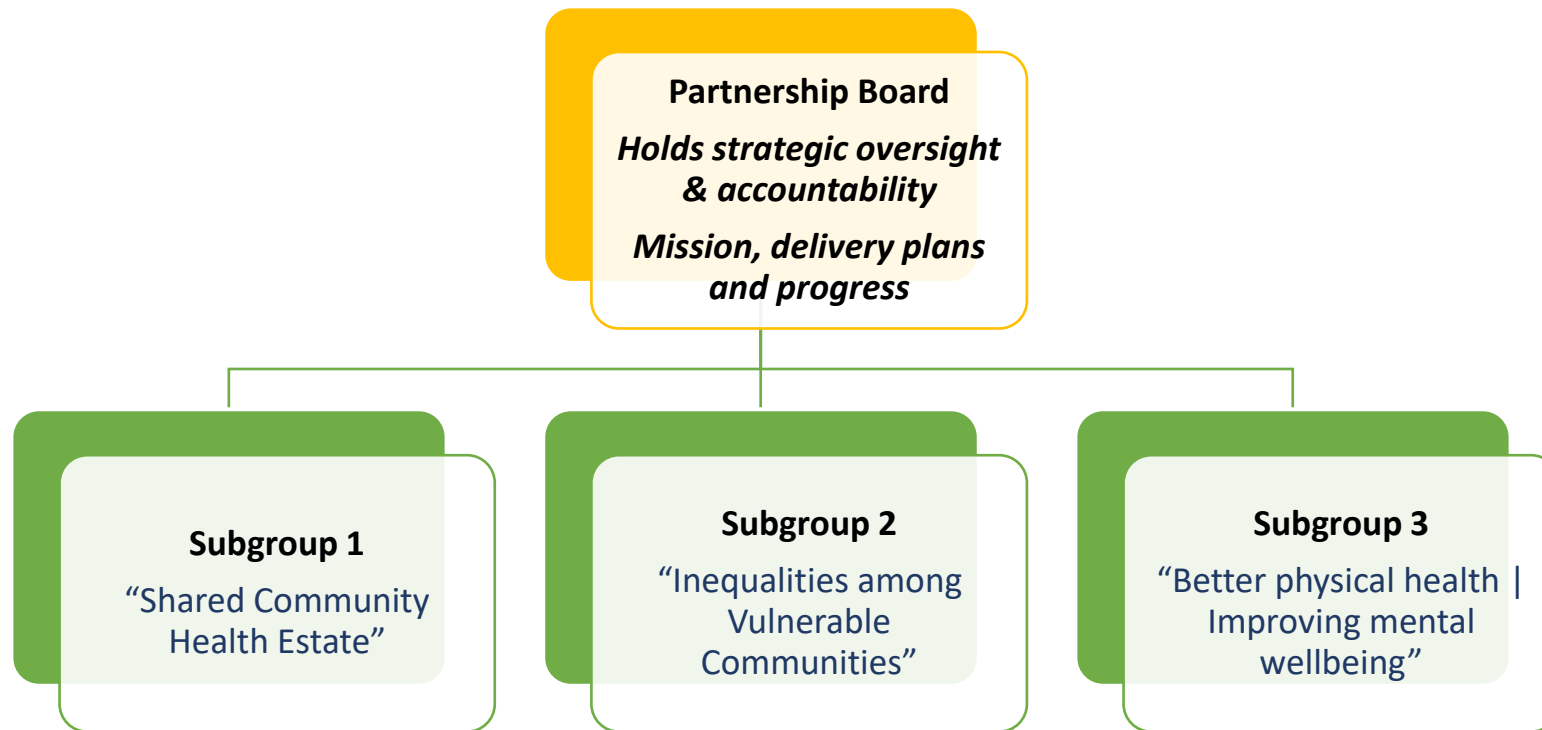 Partnership Board
Holds strategic oversight
& accountability
Mission, delivery plans
and progress
Subgroup 1
“Shared Community
Health Estate”
Subgroup 2
“Inequalities among
Vulnerable
Communities”
Subgroup 3
“Better physical health |
Improving mental
wellbeing”